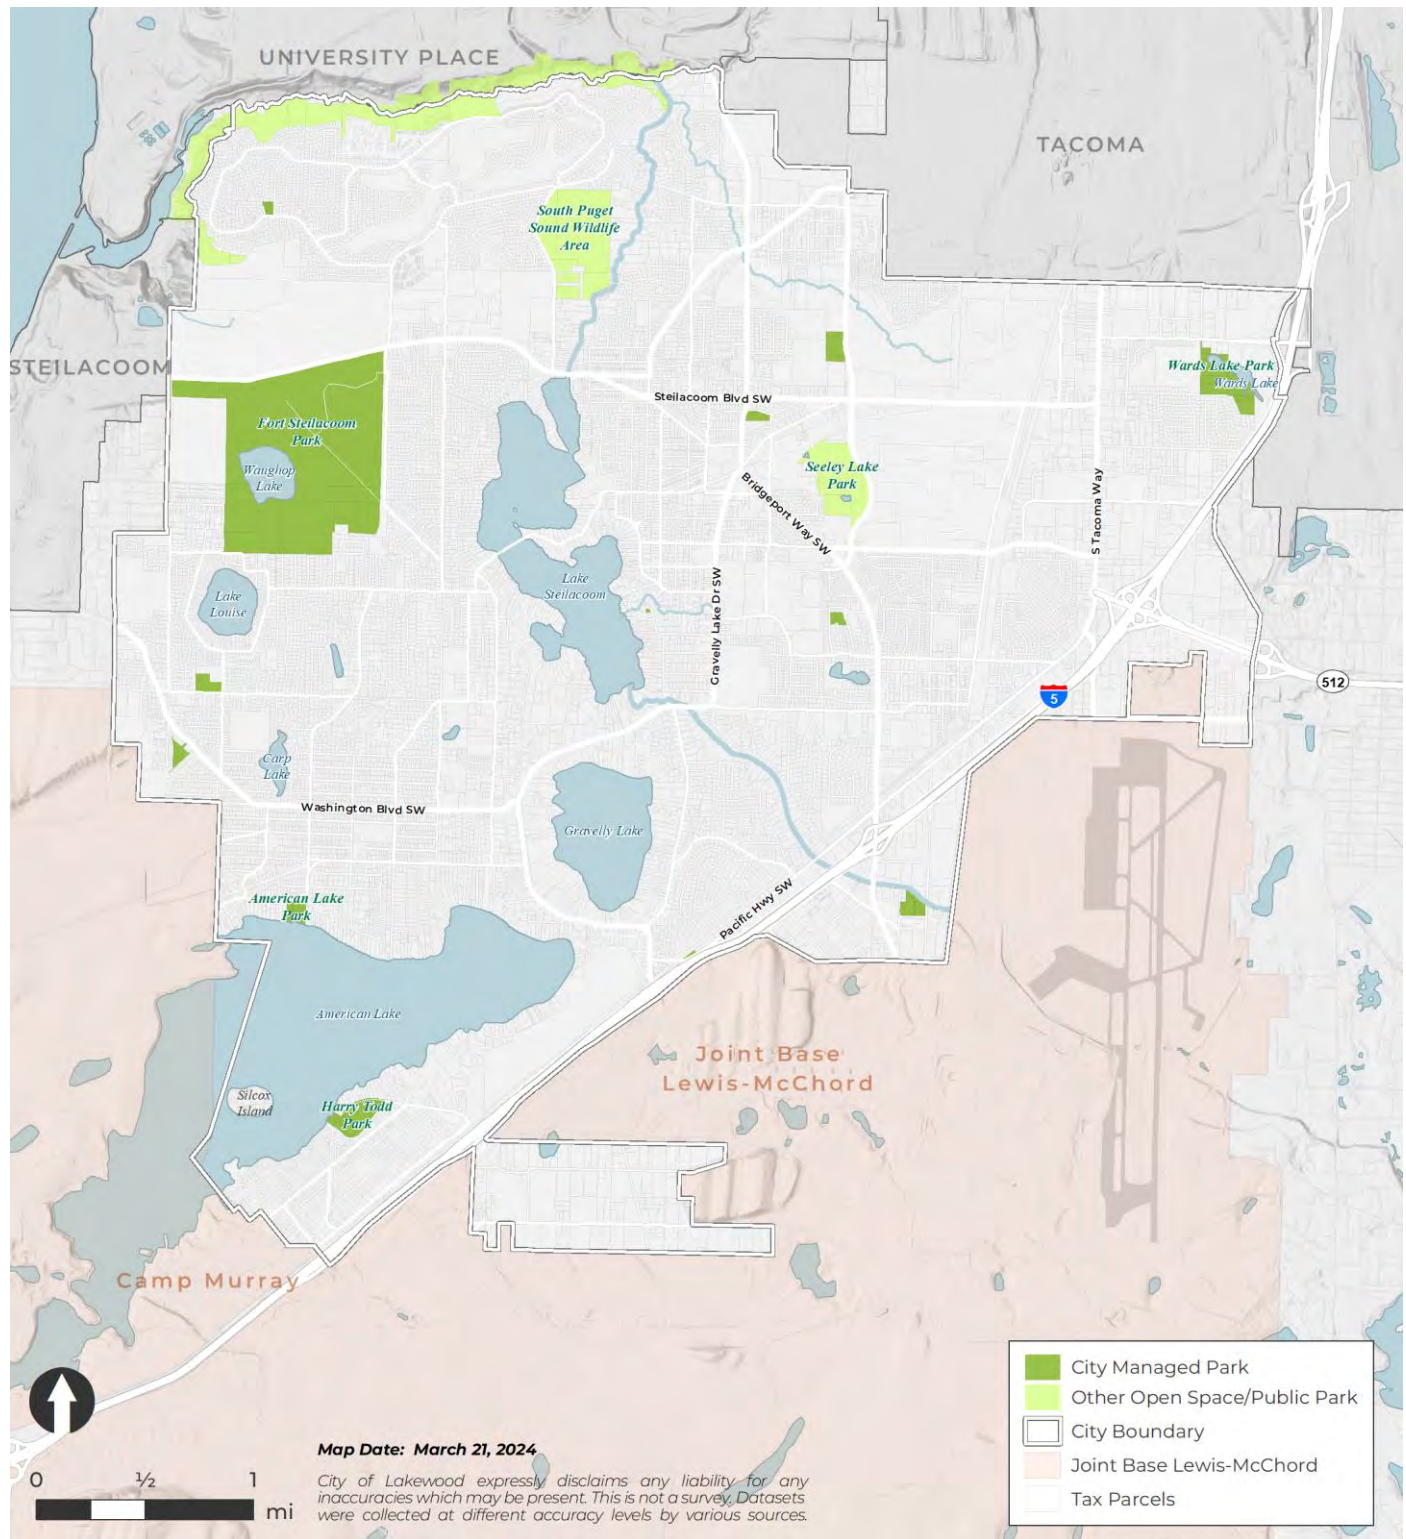 UNIVERSITY PLACE
TACOMA
South Puget
Sound Wildlife
Area
STEILACOOM
Wards Lake Park
Wards Lake
Steilacoom Blvd SW
Fort Steilacoom
Park
Waughop
Lake
Seeley Lake
Park
Bridgeport Way SW
S Tacoma Way
Lake
Steilacoom
Lake
Louise
Gravelly Lake Dr SW
512
5
Carp
Lake
Washington Blvd SW
Gravelly Lake
American Lake
Park
Pacific Hwy SW
American Lake
Joint Base
Lewis-McChord
Silcox
Island
Harry Todd
Park
Camp Murray
City Managed Park
Other Open Space/Public Park
City Boundary
Joint Base Lewis-McChord
Tax Parcels
Map Date: March 21, 2024
City of Lakewood expressly disclaims any liability for any
inaccuracies which may be present. This is not a survey. Datasets
were collected at different accuracy levels by various sources.
0 ½ 1
mi